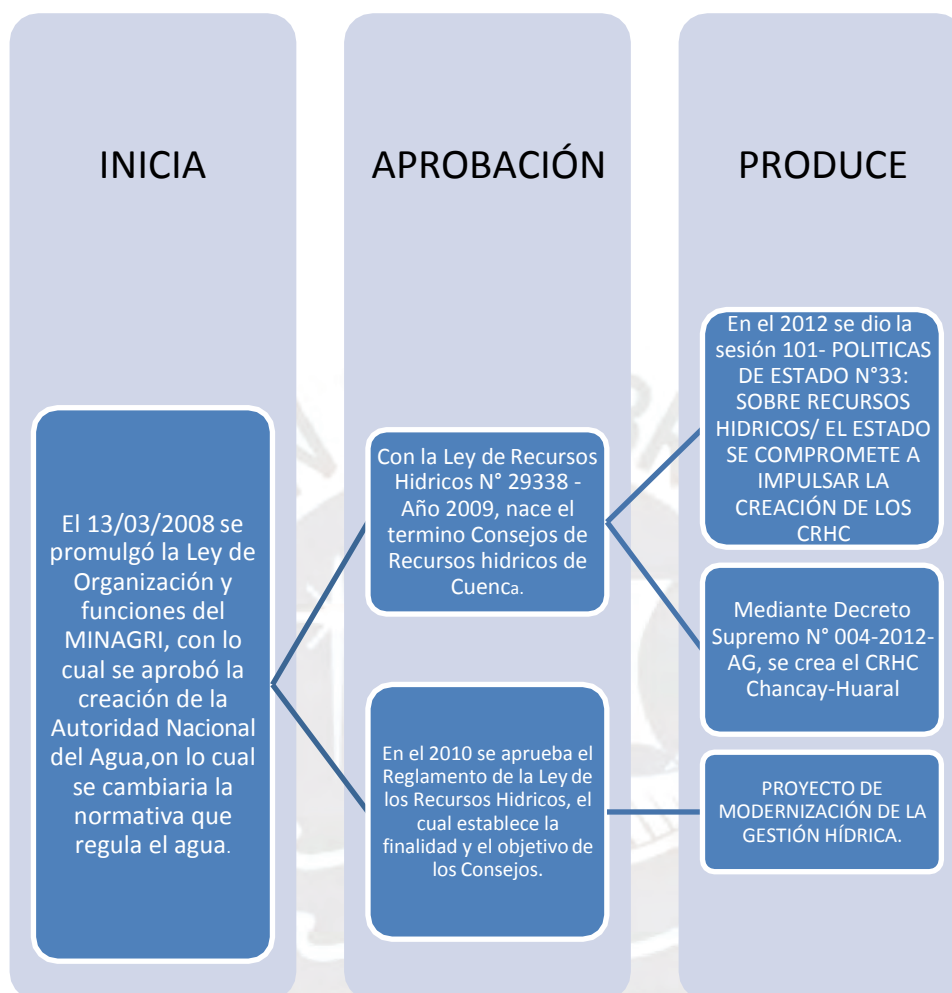 INICIA
El 13/03/2008 se
promulgó la Ley de
Organización y
funciones del
MINAGRI, con lo
cual se aprobó la
creación de la
Autoridad Nacional
del Agua,on lo cual
se cambiaria la
normativa que
regula el agua.
APROBACIÓN
Con la Ley de Recursos
Hidricos N° 29338 -
Año 2009, nace el
termino Consejos de
Recursos hidricos de
Cuenca.
En el 2010 se aprueba el
Reglamento de la Ley de
los Recursos Hidricos, el
cual establece la
finalidad y el objetivo de
los Consejos.
PRODUCE
En el 2012 se dio la
sesión 101- POLITICAS
DE ESTADO N°33:
SOBRE RECURSOS
HIDRICOS/ EL ESTADO
SE COMPROMETE A
IMPULSAR LA
CREACIÓN DE LOS
CRHC
Mediante Decreto
Supremo N° 004-2012-
AG, se crea el CRHC
Chancay-Huaral
PROYECTO DE
MODERNIZACIÓN DE LA
GESTIÓN HÍDRICA.